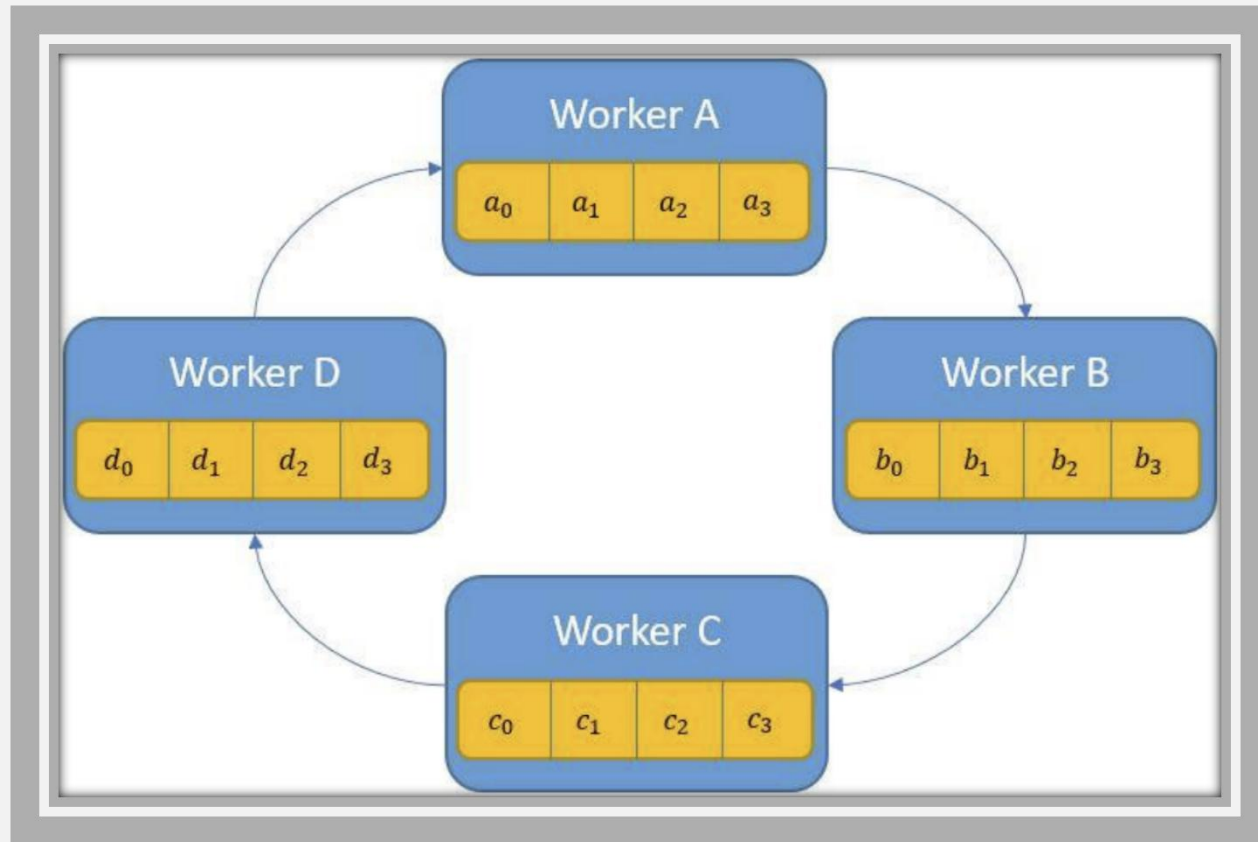 Worker A
a₀ a₁ a₂ a₃
Worker D
d₀ d₁ d₂ d₃
Worker B
b₀ b₁ b₂ b₃
Worker C
c₀ c₁ c₂ c₃